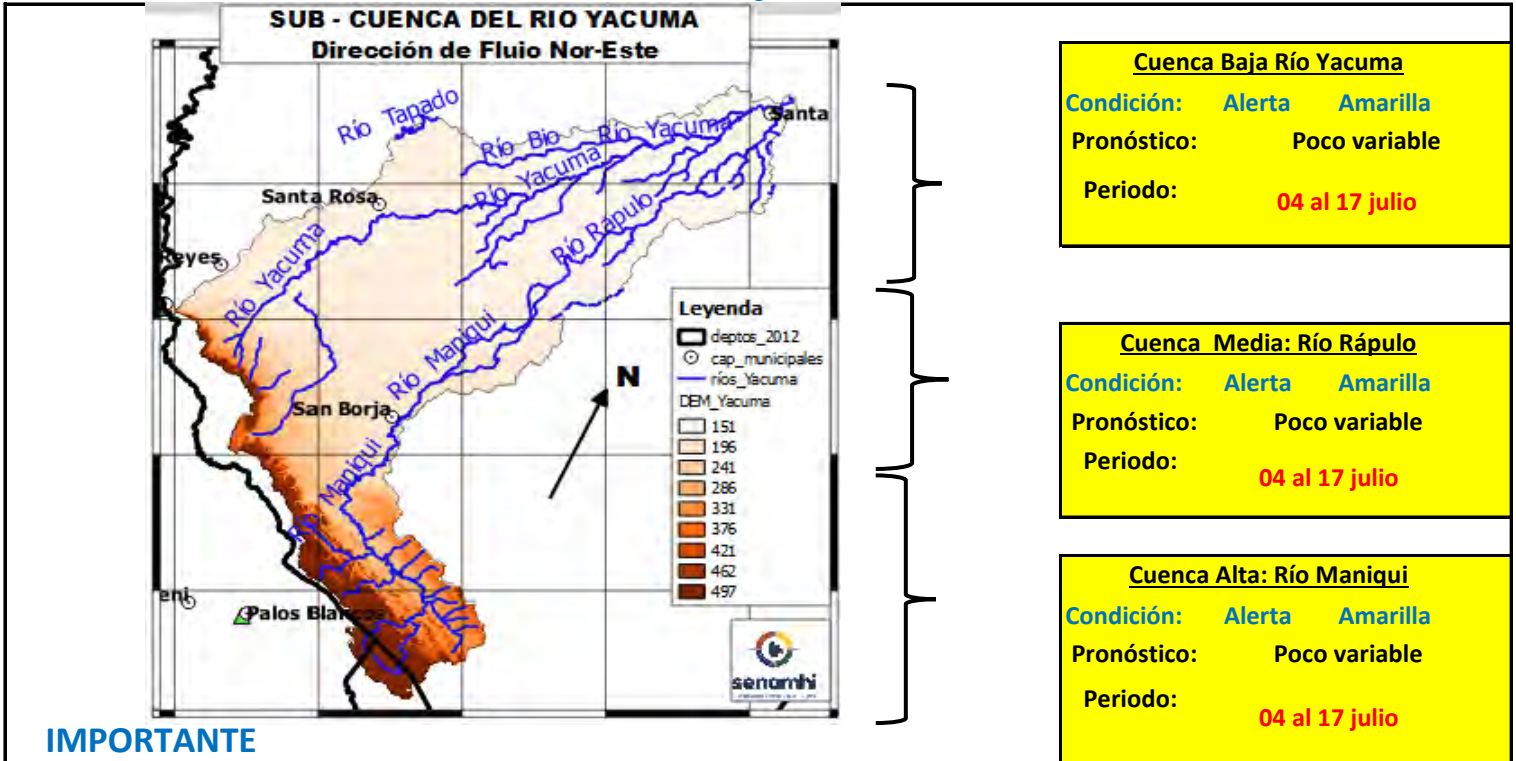 SUB - CUENCA DEL RIO YACUMA
Dirección de Flujo Nor-Este
Río Tapado
Río Bio
Río Yacuma
Santa
Río Yacuma
Santa Rosa
Río Rápulo
Reyes
Río Yacuma
Río Maniqui
San Borja
Río Maniqui
eni
Palos Blancos
N
Leyenda
deptos_2012
cap_municipales
ríos_Yacuma
DEM_Yacuma
151
196
241
286
331
376
421
462
497
senamhi
Cuenca Baja Río Yacuma
Condición: Alerta Amarilla
Pronóstico: Poco variable
Periodo: 04 al 17 julio
Cuenca Media: Río Rápulo
Condición: Alerta Amarilla
Pronóstico: Poco variable
Periodo: 04 al 17 julio
Cuenca Alta: Río Maniqui
Condición: Alerta Amarilla
Pronóstico: Poco variable
Periodo: 04 al 17 julio
IMPORTANTE